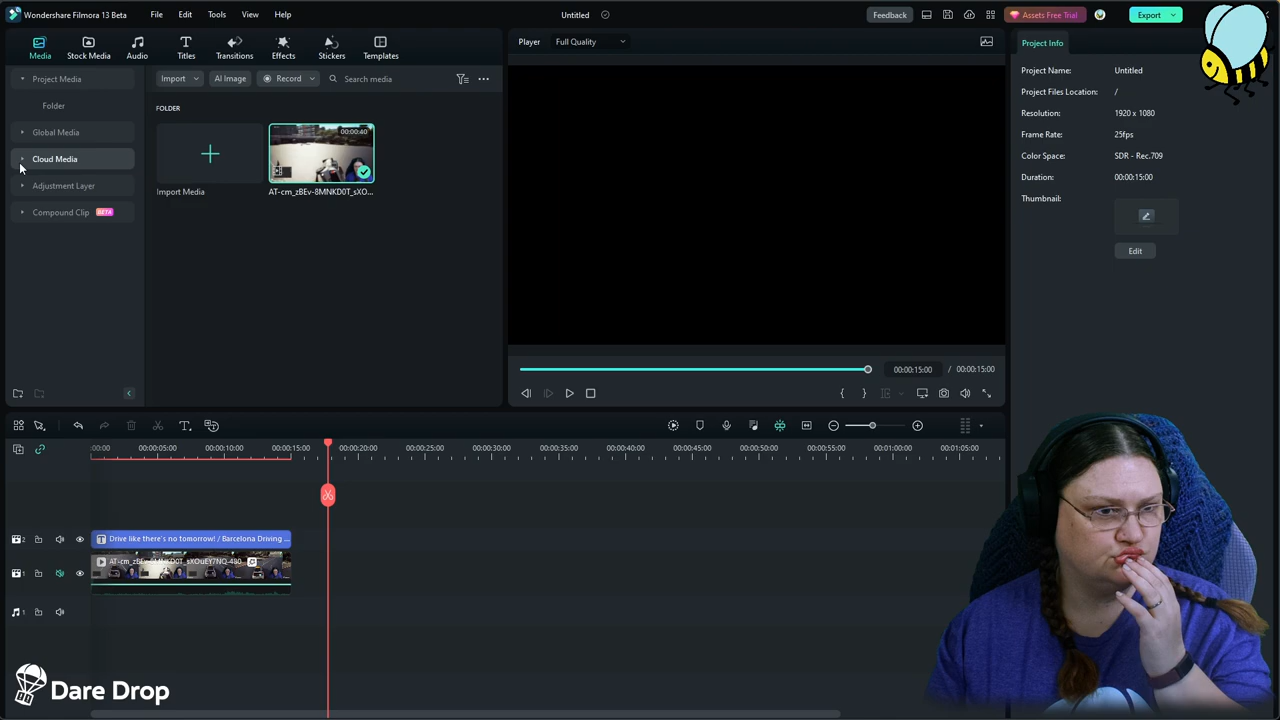 Wondershare Filmora 13 Beta File Edit Tools View Help Untitled Feedback Assets Free Trial Export
Media Stock Media Audio Titles Transitions Effects Stickers Templates
Player Full Quality
Project Info
Project Media
Folder
Global Media
Cloud Media
Adjustment Layer
Compound Clip BETA
Import AI Image Record Search media
FOLDER
00:00:40
Import Media AT-cm_zBEv-8MNKD0T_sXO...
Project Name: Untitled
Project Files Location: /
Resolution: 1920 x 1080
Frame Rate: 25fps
Color Space: SDR - Rec.709
Duration: 00:00:15:00
Thumbnail:
Edit
00:00:15:00 / 00:00:15:00
:00:00 00:00:05:00 00:00:10:00 00:00:15:00 00:00:20:00 00:00:25:00 00:00:30:00 00:00:35:00 00:00:40:00 00:00:45:00 00:00:50:00 00:00:55:00 00:01:00:00 00:01:05:00
2 Drive like there's no tomorrow! / Barcelona Driving ...
1 AT-cm_zBEv-8MNKD0T_sXOuEY7NQ-480
1
Dare Drop